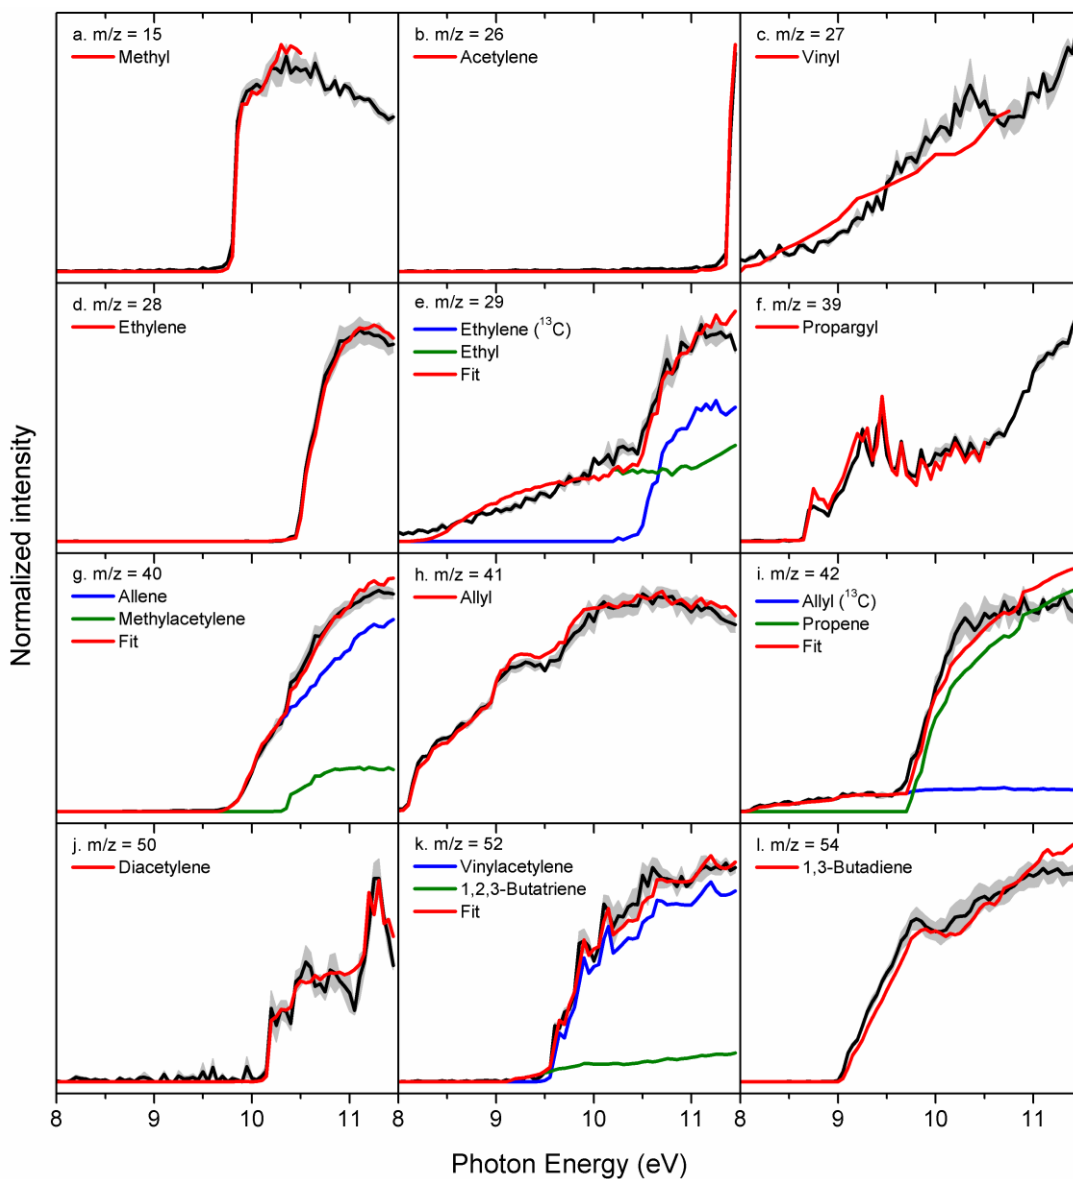 a. m/z = 15
Methyl
b. m/z = 26
Acetylene
c. m/z = 27
Vinyl
d. m/z = 28
Ethylene
e. m/z = 29
Ethylene (¹³C)
Ethyl
Fit
f. m/z = 39
Propargyl
g. m/z = 40
Allene
Methylacetylene
Fit
h. m/z = 41
Allyl
i. m/z = 42
Allyl (¹³C)
Propene
Fit
j. m/z = 50
Diacetylene
k. m/z = 52
Vinylacetylene
1,2,3-Butatriene
Fit
l. m/z = 54
1,3-Butadiene
Normalized intensity
8 9 10 11 8 9 10 11 8 9 10 11
Photon Energy (eV)